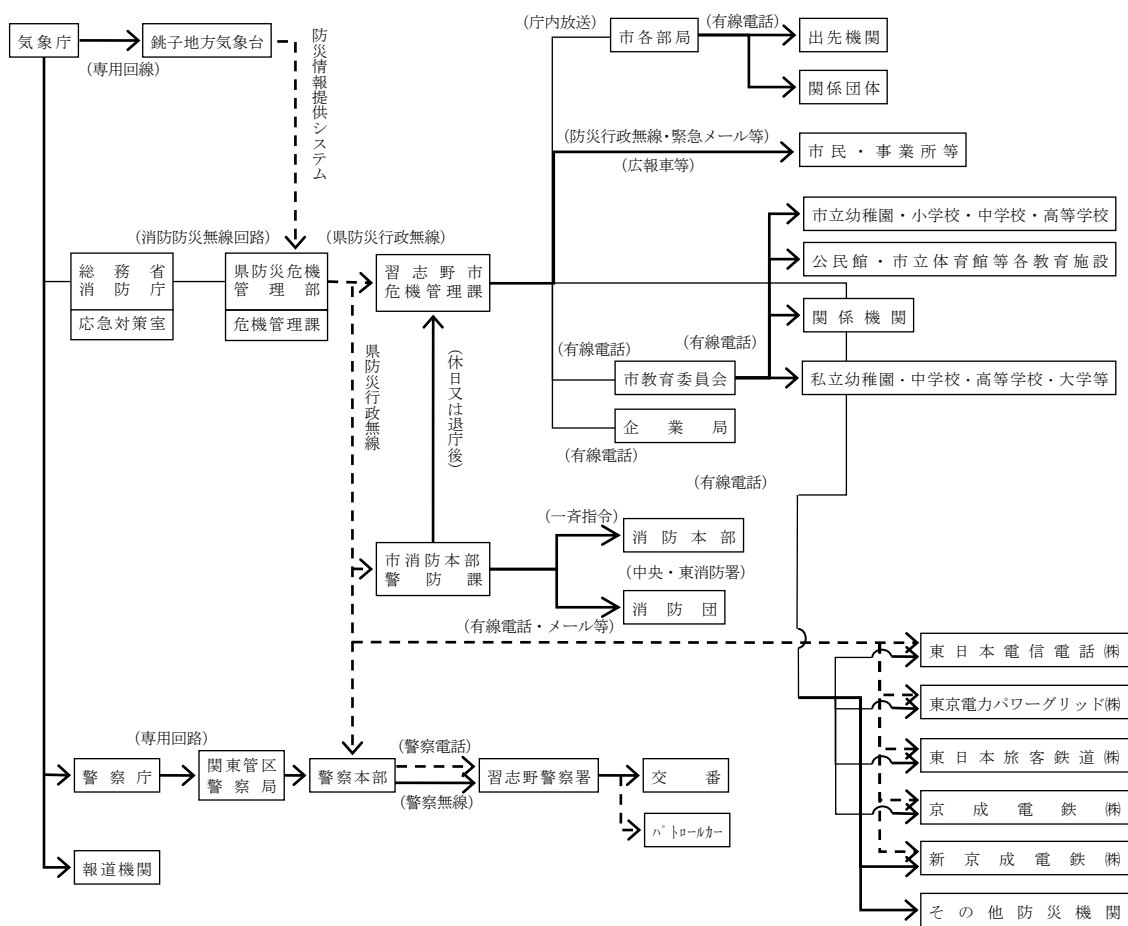 (庁内放送)
(有線電話)
気象庁
銚子地方気象台
市各部局
出先機関
(専用回線)
防災情報提供システム
関係団体
(防災行政無線・緊急メール等)
市民・事業所等
(広報車等)
市立幼稚園・小学校・中学校・高等学校
(消防防災無線回路)
(県防災行政無線)
総務省
消防庁
応急対策室
県防災危機
管理部
危機管理課
習志野市
危機管理課
公民館・市立体育館等各教育施設
関係機関
県防災行政無線
(休日又は退庁後)
(有線電話)
(有線電話)
市教育委員会
私立幼稚園・中学校・高等学校・大学等
企業局
(有線電話)
(有線電話)
(一斉指令)
消防本部
市消防本部
警防課
(中央・東消防署)
消防団
(有線電話・メール等)
東日本電信電話㈱
東京電力パワーグリッド㈱
(専用回路)
(警察電話)
東日本旅客鉄道㈱
警察庁
関東管区
警察局
警察本部
習志野警察署
交番
(警察無線)
京成電鉄㈱
パトロールカー
新京成電鉄㈱
報道機関
その他防災機関